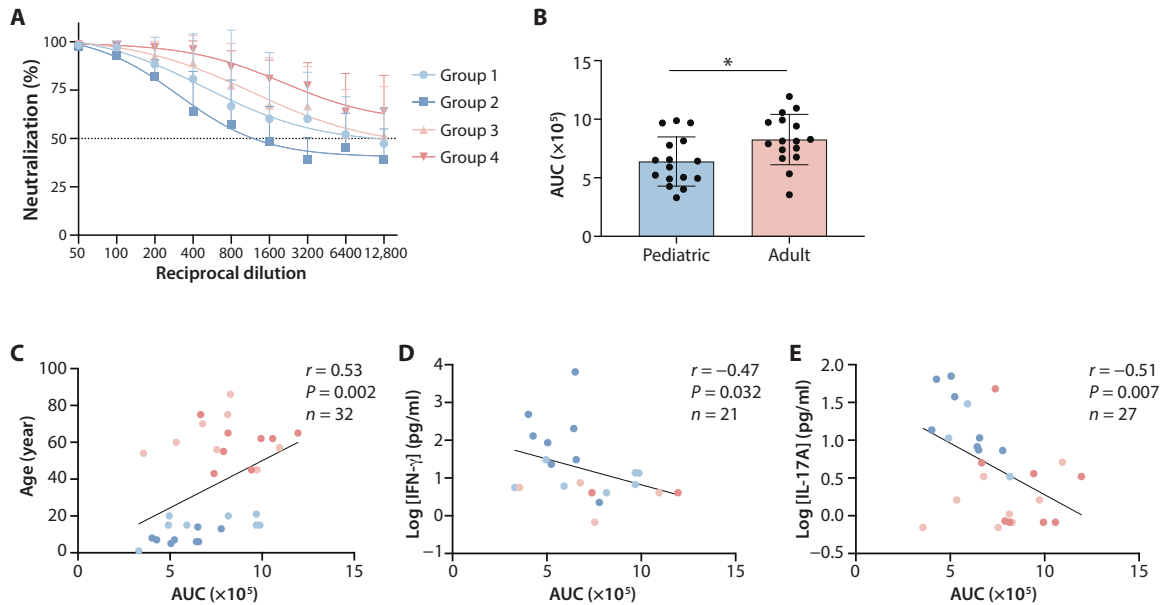 A
Neutralization (%)
100
75
50
25
0
50 100 200 400 800 1600 3200 6400 12,800
Reciprocal dilution
Group 1
Group 2
Group 3
Group 4
B
AUC (×10⁵)
15
10
5
0
*
Pediatric Adult
C
Age (year)
100
80
60
40
20
0
0 5 10 15
AUC (×10⁵)
r = 0.53
P = 0.002
n = 32
D
Log [IFN-γ] (pg/ml)
4
3
2
1
0
−1
0 5 10 15
AUC (×10⁵)
r = −0.47
P = 0.032
n = 21
E
Log [IL-17A] (pg/ml)
2.0
1.5
1.0
0.5
0.0
−0.5
0 5 10 15
AUC (×10⁵)
r = −0.51
P = 0.007
n = 27